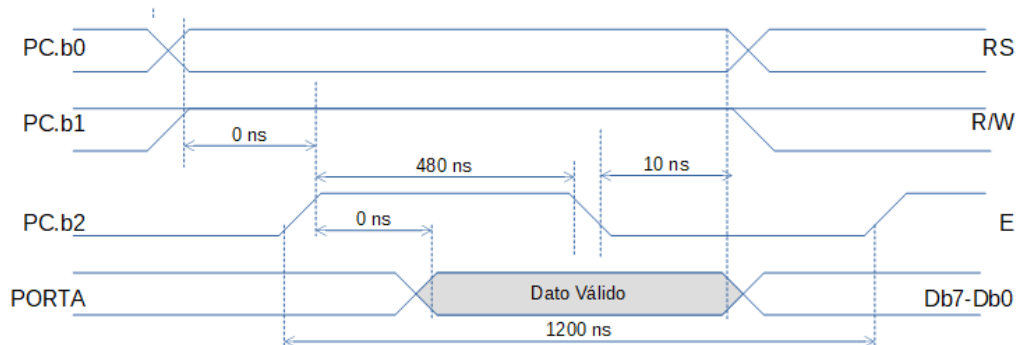 PC.b0 RS
PC.b1 R/W
0 ns
480 ns 10 ns
PC.b2 0 ns E
PORTA Dato Válido Db7-Db0
1200 ns